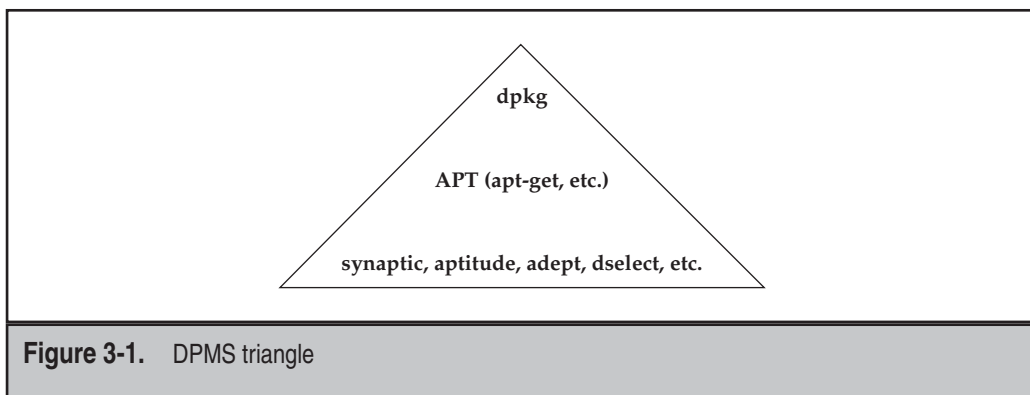 dpkg
APT (apt-get, etc.)
synaptic, aptitude, adept, dselect, etc.
Figure 3-1. DPMS triangle